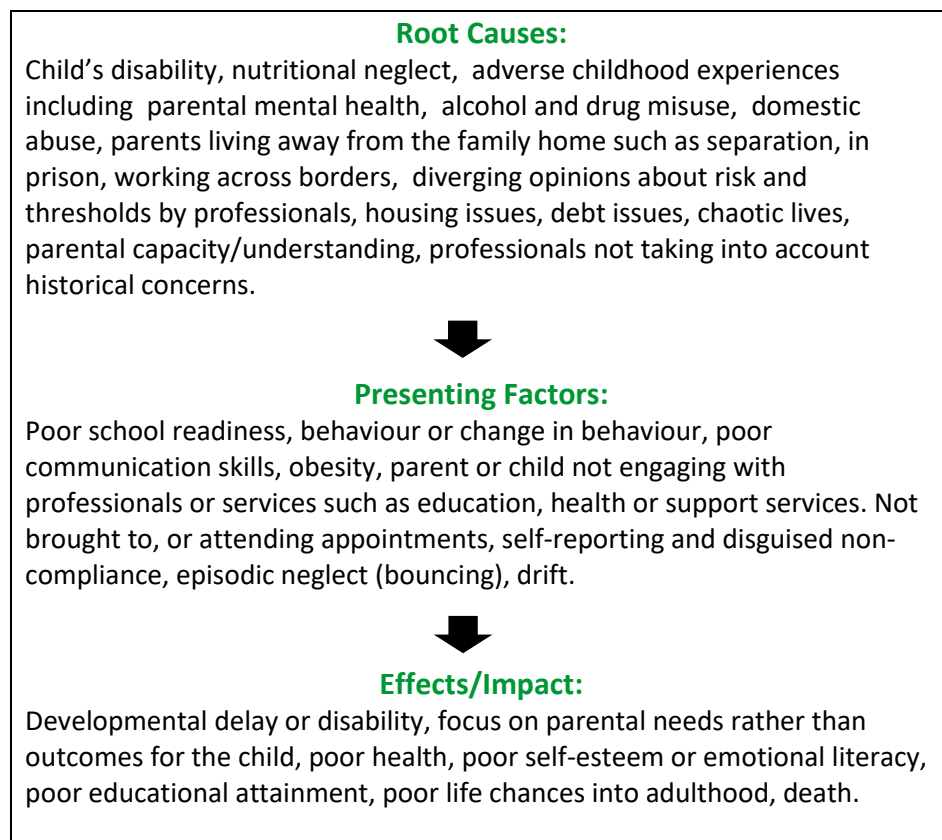 Root Causes:
Child’s disability, nutritional neglect,  adverse childhood experiences
including  parental mental health,  alcohol and drug misuse,  domestic
abuse, parents living away from the family home such as separation, in
prison, working across borders,  diverging opinions about risk and
thresholds by professionals, housing issues, debt issues, chaotic lives,
parental capacity/understanding, professionals not taking into account
historical concerns.
Presenting Factors:
Poor school readiness, behaviour or change in behaviour, poor
communication skills, obesity, parent or child not engaging with
professionals or services such as education, health or support services. Not
brought to, or attending appointments, self-reporting and disguised non-
compliance, episodic neglect (bouncing), drift.
Effects/Impact:
Developmental delay or disability, focus on parental needs rather than
outcomes for the child, poor health, poor self-esteem or emotional literacy,
poor educational attainment, poor life chances into adulthood, death.